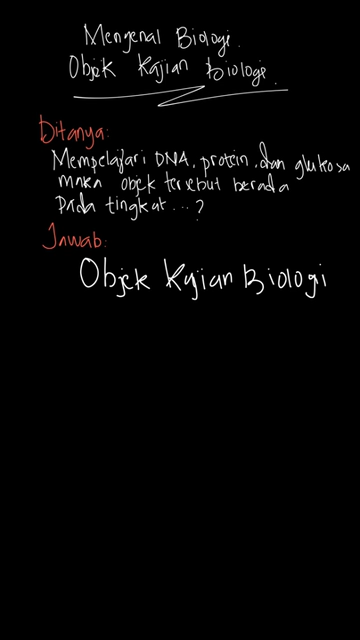 Mengenal Biologi.
Objek Kajian Biologi.
Ditanya:
Mempelajari DNA, protein, dan glukosa
maka objek tersebut berada
pada tingkat ... ?
Jawab:
Objek Kajian Biologi